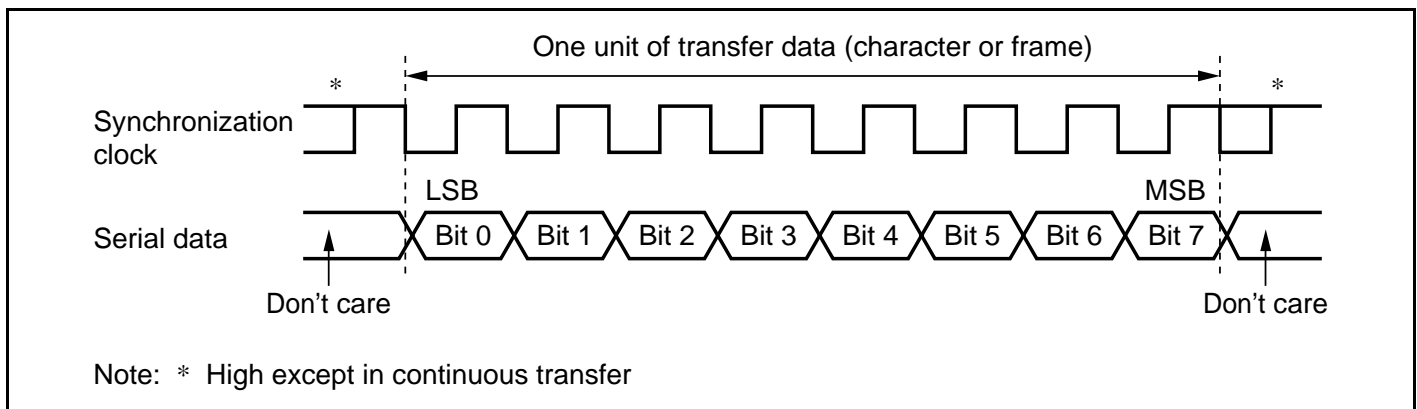 One unit of transfer data (character or frame)
* *
Synchronization
clock
LSB MSB
Serial data Bit 0 Bit 1 Bit 2 Bit 3 Bit 4 Bit 5 Bit 6 Bit 7
Don't care Don't care
Note: * High except in continuous transfer